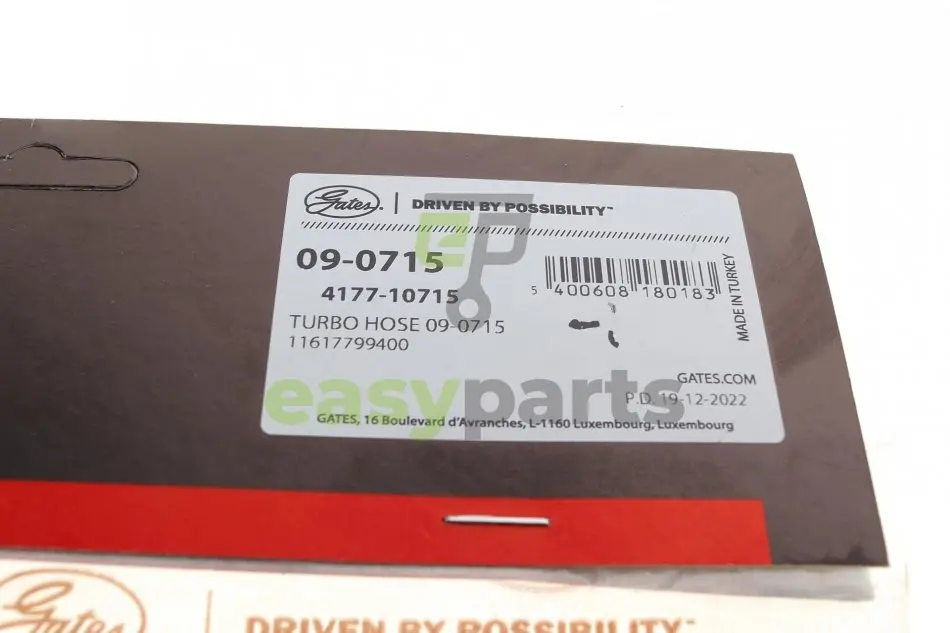 Gates. | DRIVEN BY POSSIBILITY™
09-0715
4177-10715
TURBO HOSE 09-0715
11617799400
5 400608 180183
MADE IN TURKEY
GATES.COM
P.D. 19-12-2022
GATES, 16 Boulevard d'Avranches, L-1160 Luxembourg, Luxembourg
EP
easyparts
Gates | DRIVEN BY POSSIBILITY